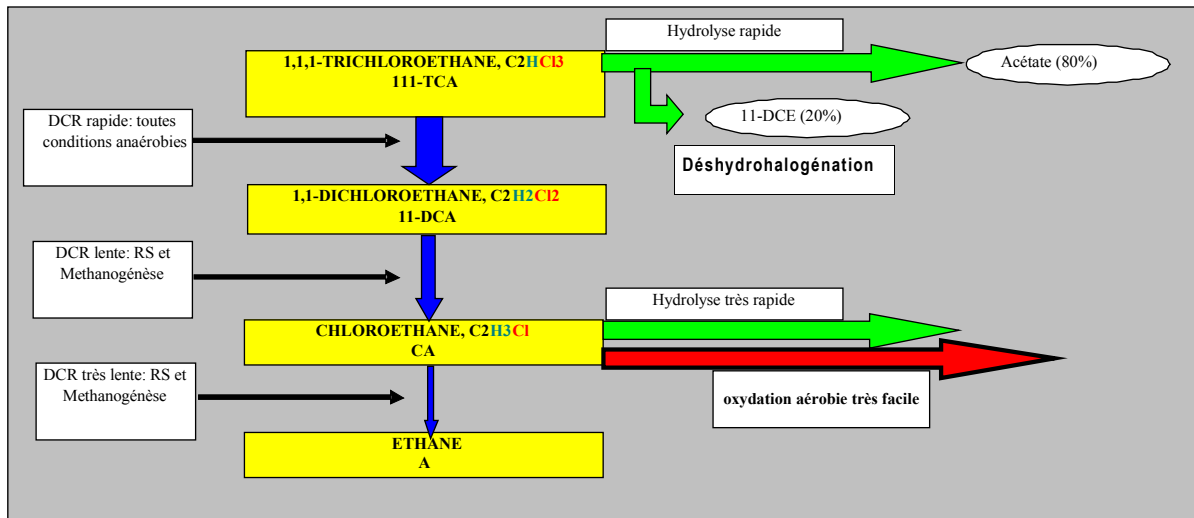 Hydrolyse rapide
1,1,1-TRICHLOROETHANE, C2HCl3
111-TCA
Acétate (80%)
11-DCE (20%)
Déshydrohalogénation
DCR rapide: toutes
conditions anaérobies
1,1-DICHLOROETHANE, C2H2Cl2
11-DCA
DCR lente: RS et
Methanogénèse
Hydrolyse très rapide
CHLOROETHANE, C2H3Cl
CA
DCR très lente: RS et
Methanogénèse
oxydation aérobie très facile
ETHANE
A